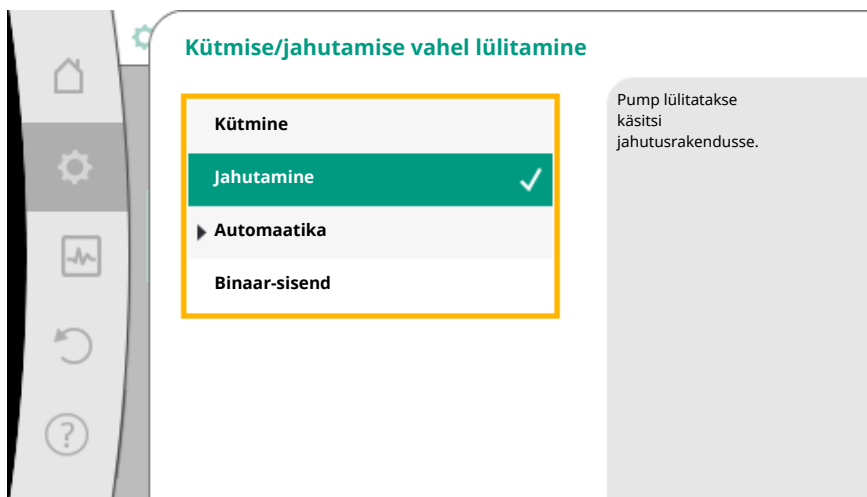 Kütmise/jahutamise vahel lülitamine
Kütmine
Jahutamine
Automaatika
Binaar-sisend
Pump lülitatakse
käsitsi
jahutusrakendusse.
?